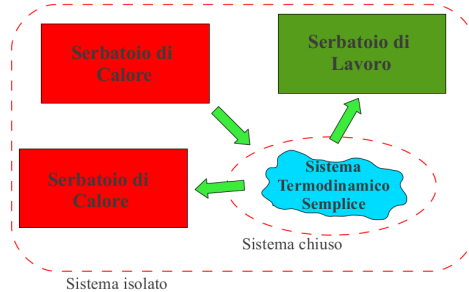 Serbatoio di
Calore
Serbatoio di
Lavoro
Serbatoio di
Calore
Sistema
Termodinamico
Semplice
Sistema chiuso
Sistema isolato